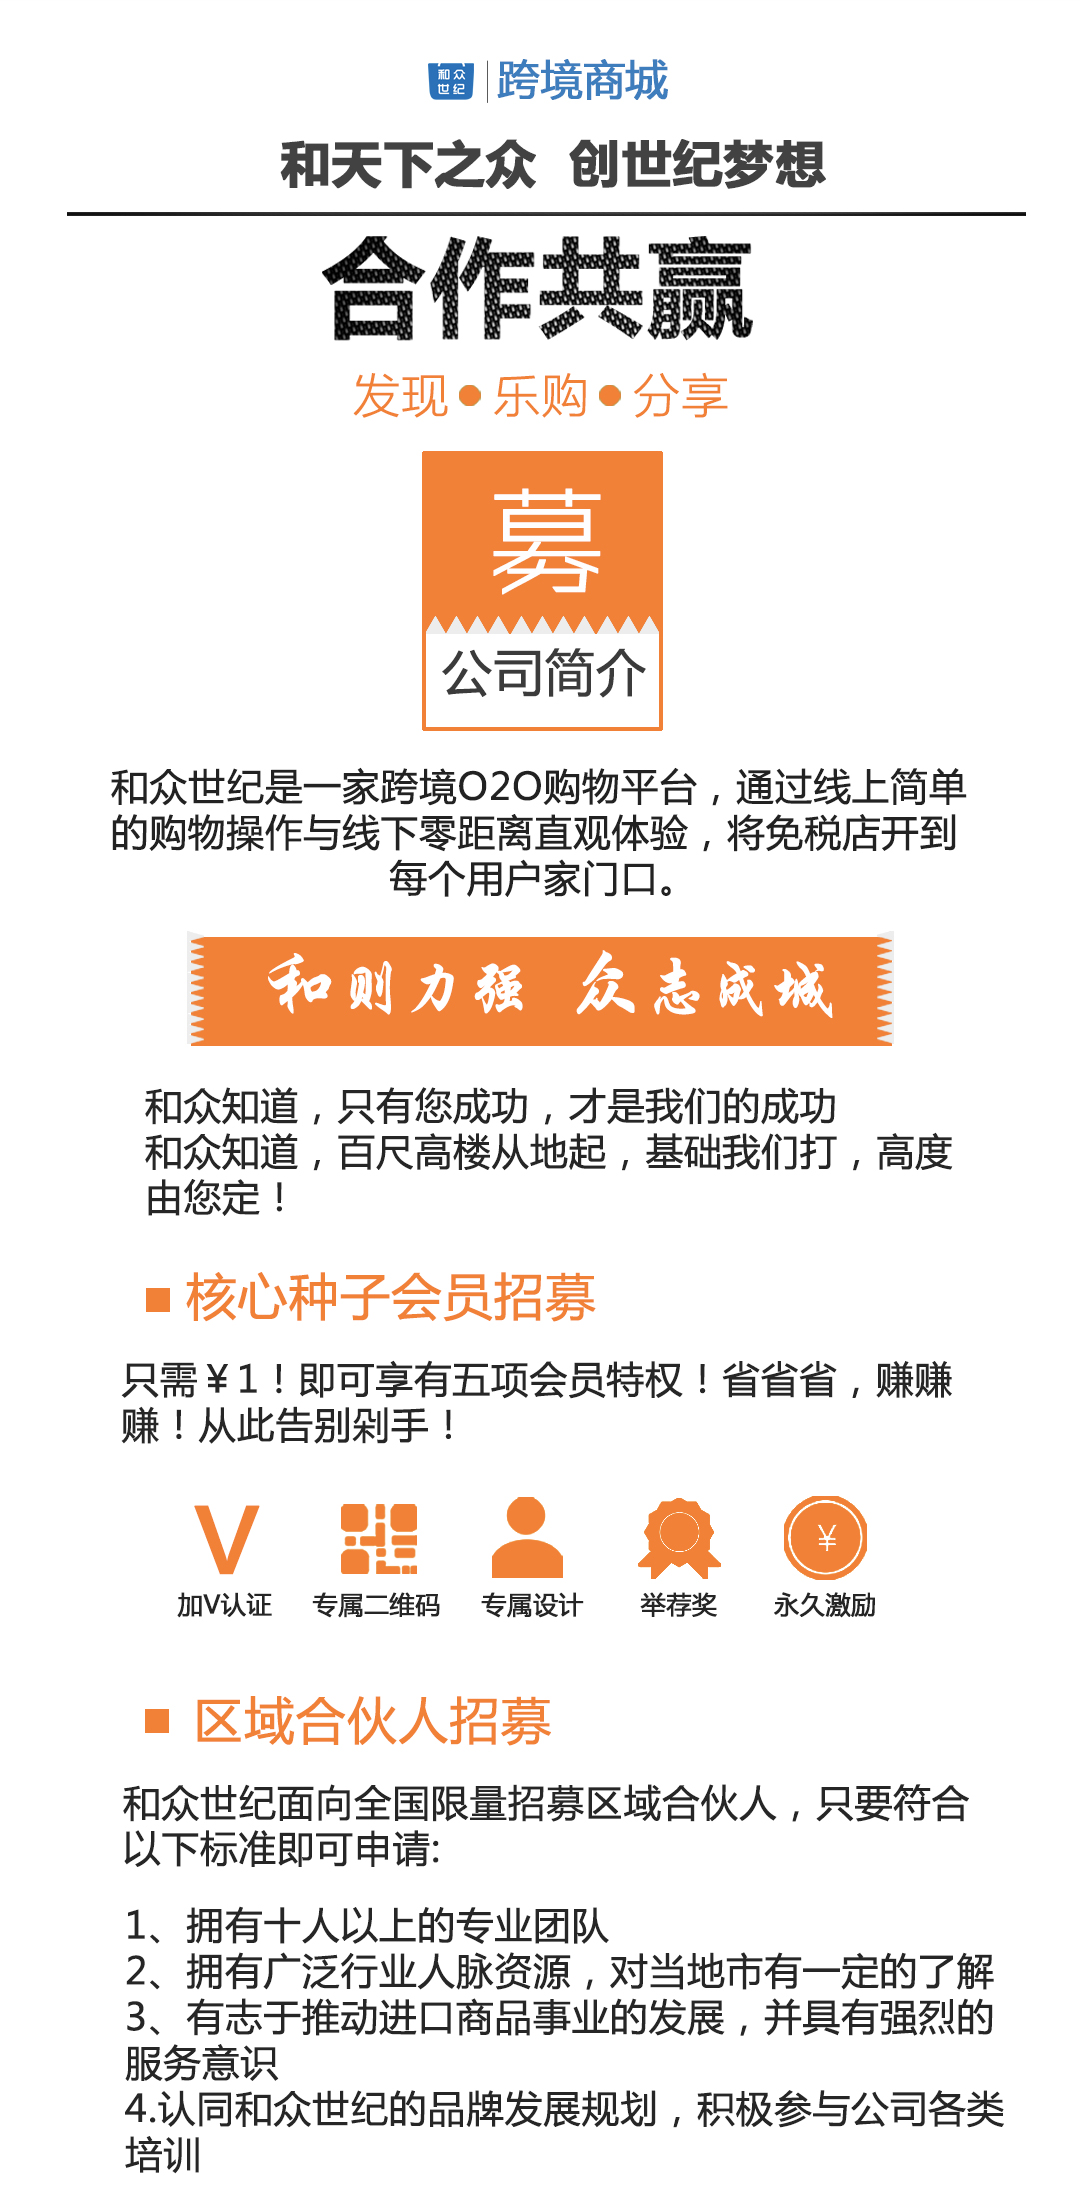 和众
世纪
跨境商城
和天下之众 创世纪梦想
合作共赢
发现●乐购●分享
募
公司简介
和众世纪是一家跨境O2O购物平台，通过线上简单
的购物操作与线下零距离直观体验，将免税店开到
每个用户家门口。
和则力强 众志成城
和众知道，只有您成功，才是我们的成功
和众知道，百尺高楼从地起，基础我们打，高度
由您定！
核心种子会员招募
只需￥1！即可享有五项会员特权！省省省，赚赚
赚！从此告别剁手！
V
¥
加V认证 专属二维码 专属设计 举荐奖 永久激励
区域合伙人招募
和众世纪面向全国限量招募区域合伙人，只要符合
以下标准即可申请:
1、拥有十人以上的专业团队
2、拥有广泛行业人脉资源，对当地市有一定的了解
3、有志于推动进口商品事业的发展，并具有强烈的
服务意识
4.认同和众世纪的品牌发展规划，积极参与公司各类
培训